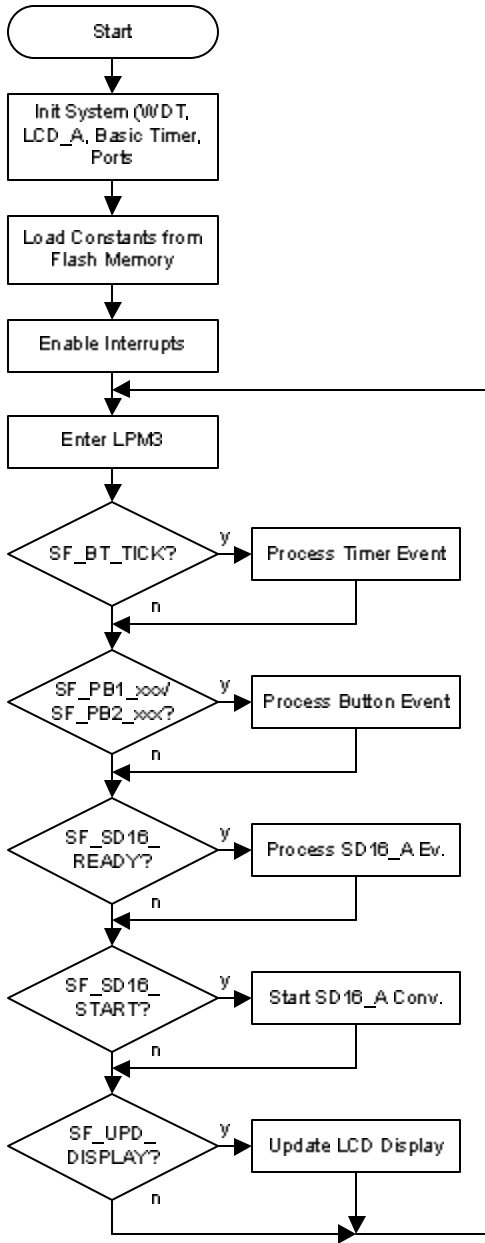 Start
Init System (WDT,
LCD_A, Basic Timer,
Ports
Load Constants from
Flash Memory
Enable Interrupts
Enter LPM3
SF_BT_TICK?
y
Process Timer Event
n
SF_PB1_xxx/
SF_PB2_xxx?
y
Process Button Event
n
SF_SD16_
READY?
y
Process SD16_A Ev.
n
SF_SD16_
START?
y
Start SD16_A Conv.
n
SF_UPD_
DISPLAY?
y
Update LCD Display
n